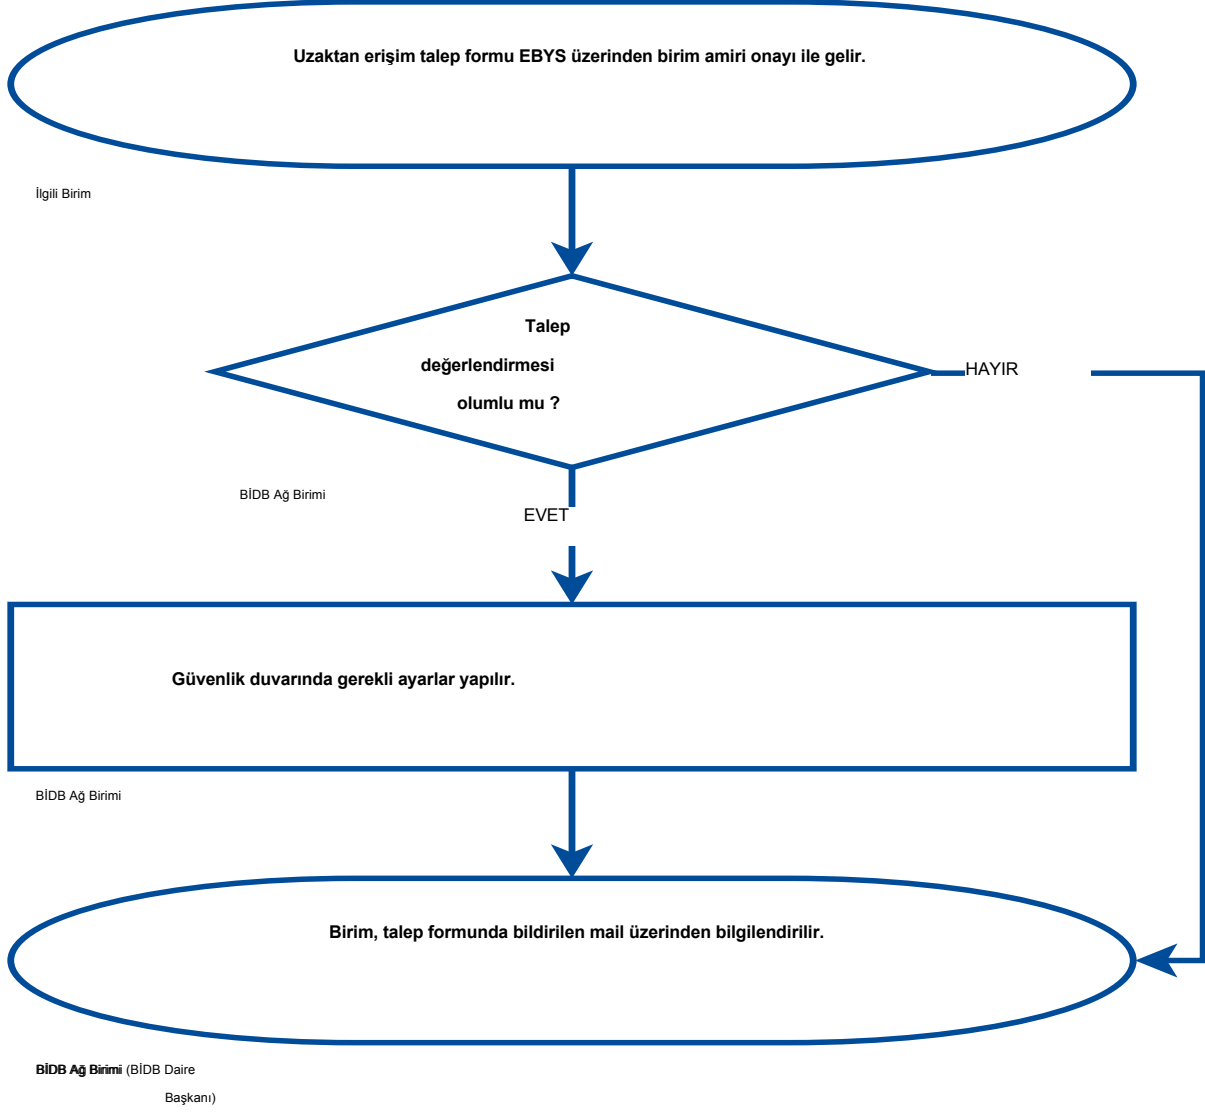 Uzaktan erişim talep formu EBYS üzerinden birim amiri onayı ile gelir.
İlgili Birim
Talep
değerlendirmesi
olumlu mu ?
HAYIR
BİDB Ağ Birimi
EVET
Güvenlik duvarında gerekli ayarlar yapılır.
BİDB Ağ Birimi
Birim, talep formunda bildirilen mail üzerinden bilgilendirilir.
BİDB Ağ Birimi (BİDB Daire
Başkanı)